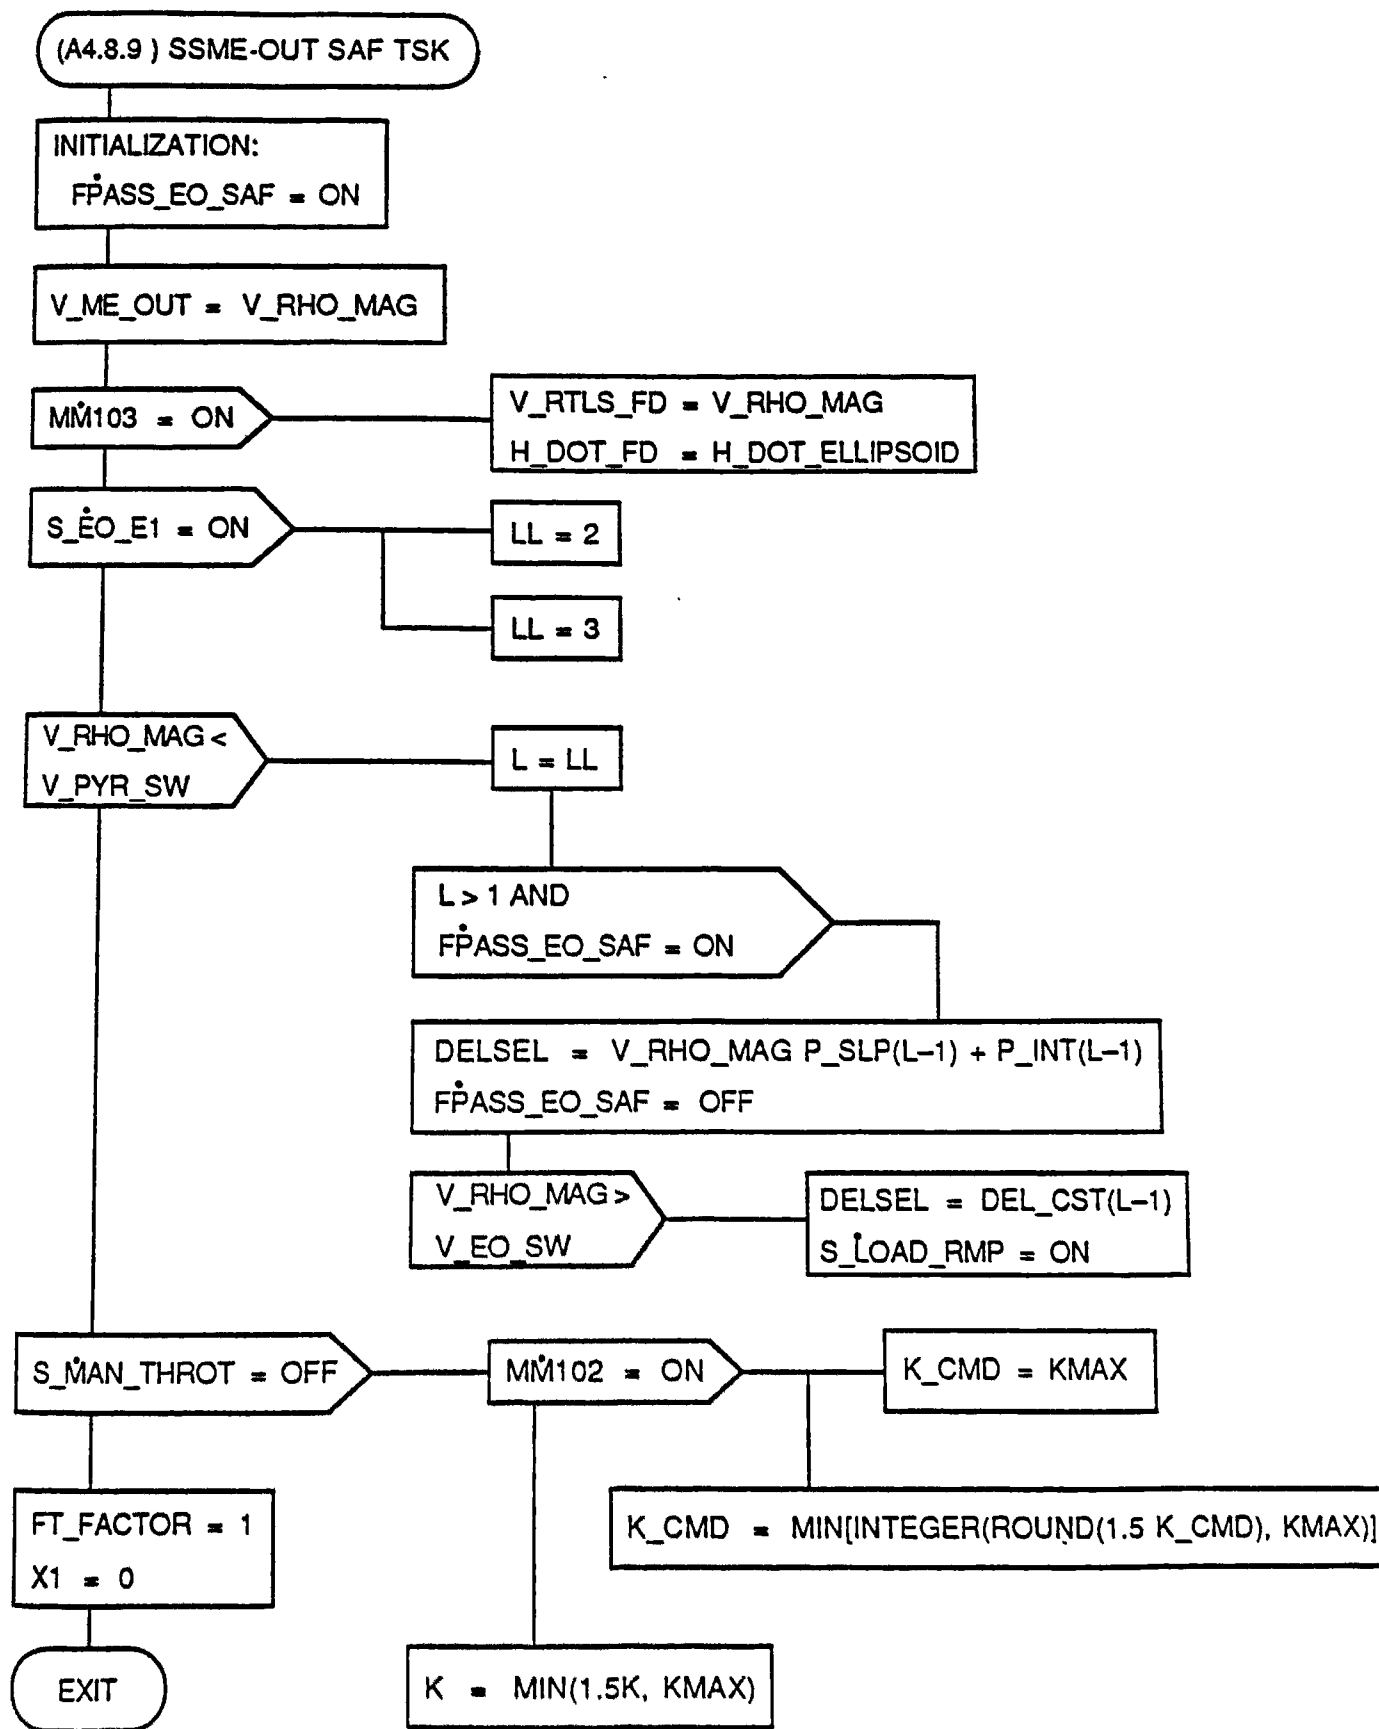 (A4.8.9 ) SSME-OUT SAF TSK
INITIALIZATION:
FṖASS_EO_SAF = ON
V_ME_OUT = V_RHO_MAG
MṀ103 = ON
V_RTLS_FD = V_RHO_MAG
H_DOT_FD = H_DOT_ELLIPSOID
S_ĖO_E1 = ON
LL = 2
LL = 3
V_RHO_MAG <
V_PYR_SW
L = LL
L > 1 AND
FṖASS_EO_SAF = ON
DELSEL = V_RHO_MAG P_SLP(L–1) + P_INT(L–1)
FṖASS_EO_SAF = OFF
V_RHO_MAG >
V_EO_SW
DELSEL = DEL_CST(L–1)
S_L̇OAD_RMP = ON
S_ṀAN_THROT = OFF
MṀ102 = ON
K_CMD = KMAX
K_CMD = MIN[INTEGER(ROUND(1.5 K_CMD), KMAX)]
FT_FACTOR = 1
X1 = 0
K = MIN(1.5K, KMAX)
EXIT